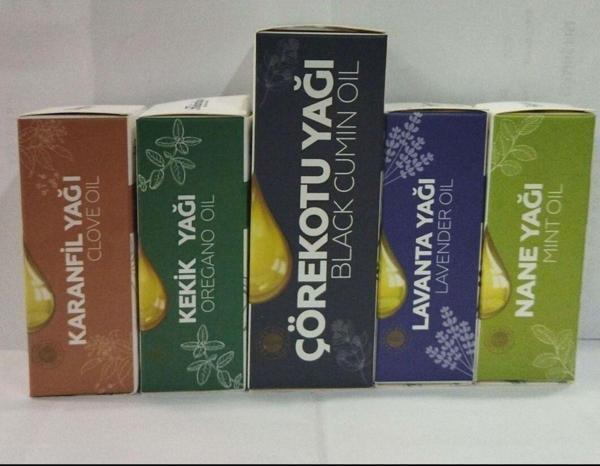 KARANFİL YAĞI
CLOVE OIL
KEKİK YAĞI
OREGANO OIL
ÇÖREKOTU YAĞI
BLACK CUMIN OIL
LAVANTA YAĞI
LAVENDER OIL
NANE YAĞI
MINT OIL